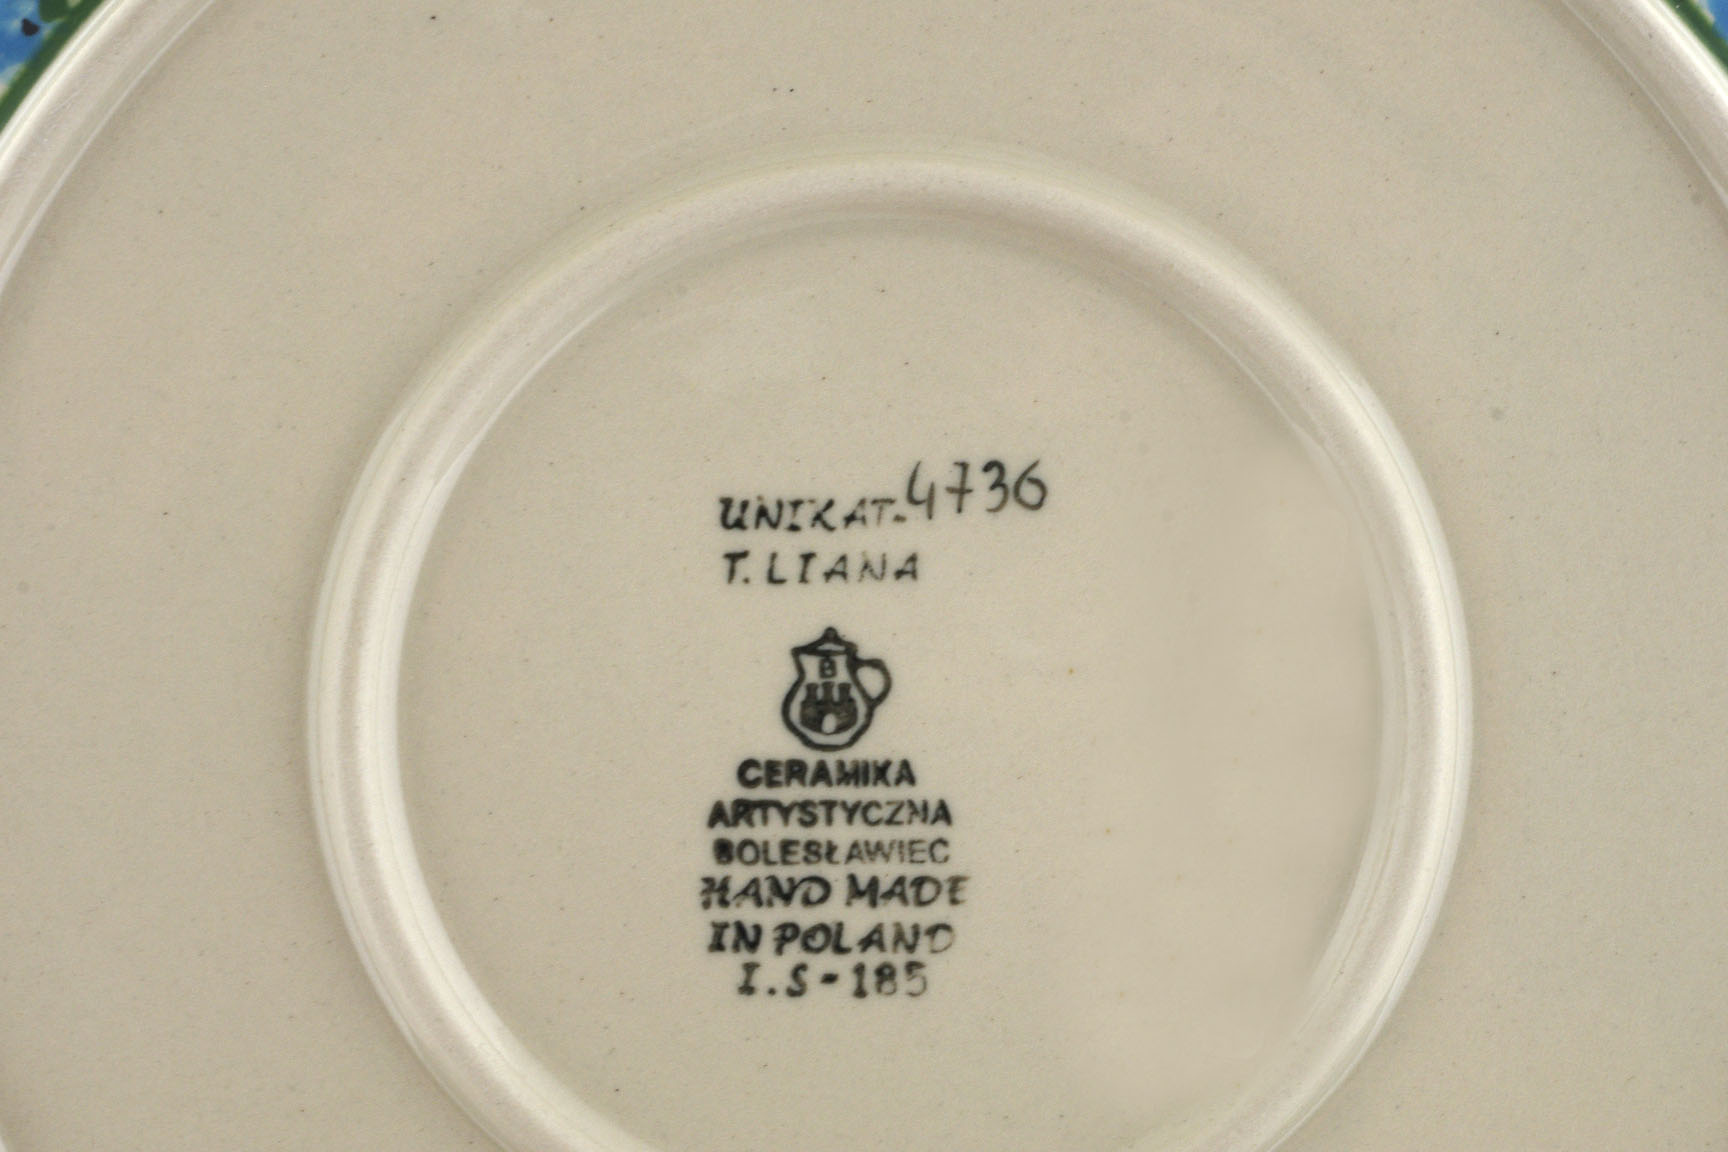 UNIKAT-4736
T. LIANA
B
CERAMIKA
ARTYSTYCZNA
BOLESŁAWIEC
HAND MADE
IN POLAND
I.S-185